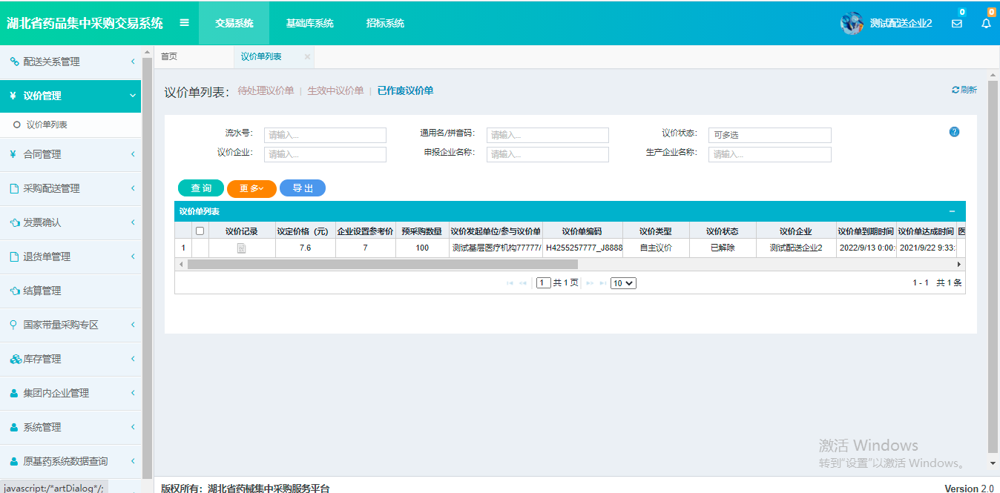 湖北省药品集中采购交易系统 交易系统 基础库系统 招标系统 测试配送企业2 0 0
首页 议价单列表 ×
配送关系管理
议价管理
议价单列表
合同管理
采购配送管理
发票确认
退货单管理
结算管理
国家带量采购专区
库存管理
集团内企业管理
系统管理
原基药系统数据查询
javascript:/*artDialog*/;
议价单列表： 待处理议价单 | 生效中议价单 | 已作废议价单 刷新
流水号： 请输入... 通用名/拼音码： 请输入... 议价状态： 可多选
议价企业： 请输入... 申报企业名称： 请输入... 生产企业名称： 请输入...
查 询 更 多 导 出
议价单列表
议价记录 议定价格（元） 企业设置参考价 预采购数量 议价发起单位/参与议价单 议价单编码 议价类型 议价状态 议价企业 议价单到期时间 议价单达成时间 医
1 7.6 7 100 测试基层医疗机构77777/ H4255257777_J8888 自主议价 已解除 测试配送企业2 2022/9/13 0:00: 2021/9/22 9:33:
1 共 1 页 10 1 - 1 共 1 条
激活 Windows
转到"设置"以激活 Windows。
版权所有：湖北省药械集中采购服务平台 Version 2.0